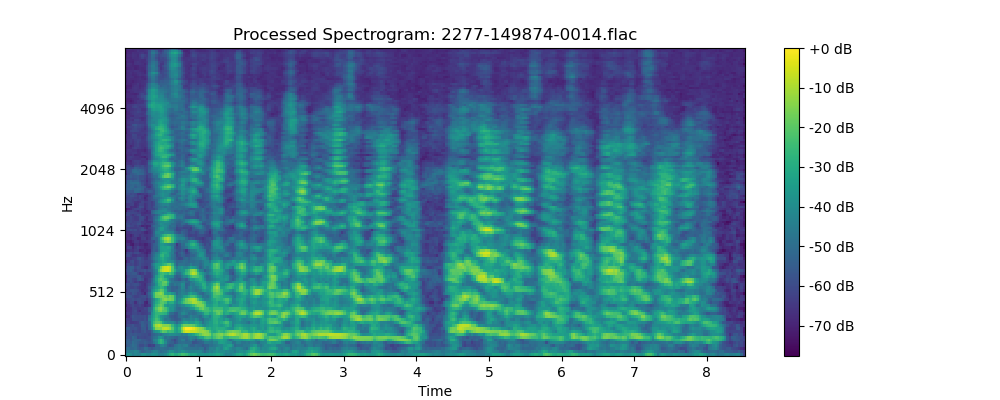 Processed Spectrogram: 2277-149874-0014.flac
Hz
4096
2048
1024
512
0
0 1 2 3 4 5 6 7 8
Time
+0 dB
-10 dB
-20 dB
-30 dB
-40 dB
-50 dB
-60 dB
-70 dB